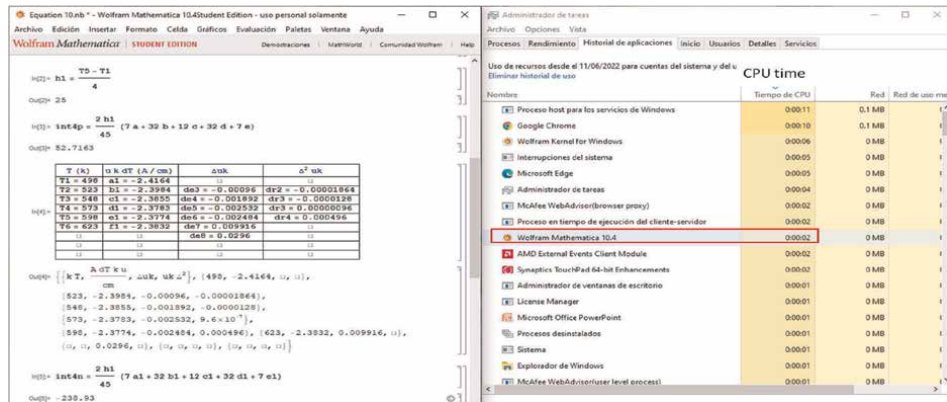 Equation 10.nb * - Wolfram Mathematica 10.4Student Edition - uso personal solamente
Archivo Edición Insertar Formato Celda Gráficos Evaluación Paletas Ventana Ayuda
Wolfram Mathematica STUDENT EDITION Demostraciones MathWorld Comunidad Wolfram Help
In[2]:= h1 = (T5 - T1)/4
Out[2]= 25
In[3]:= int4p = (2 h1)/45 (7 a + 32 b + 12 c + 32 d + 7 e)
Out[3]= 52.7163
T (k) u k dT (A / cm) Δuk Δ² uk
T1 = 498 a1 = -2.4164 □ □
T2 = 523 b1 = -2.3984 de3 = -0.00096 dr2 = -0.00001864
T3 = 548 c1 = -2.3855 de4 = -0.001892 dr3 = -0.0000128
T4 = 573 d1 = -2.3783 de5 = -0.002532 dr3 = 0.00000096
T5 = 598 e1 = -2.3774 de6 = -0.002484 dr4 = 0.000496
T6 = 623 f1 = -2.3832 de7 = 0.009916 □
□ □ de8 = 0.0296 □
□ □ □ □
□ □ □ □
In[4]=
Out[4]= {{k T, (A dT k u)/cm, Δuk, uk Δ²}, {498, -2.4164, □, □},
{523, -2.3984, -0.00096, -0.00001864},
{548, -2.3855, -0.001892, -0.0000128},
{573, -2.3783, -0.002532, 9.6×10⁻⁷},
{598, -2.3774, -0.002484, 0.000496}, {623, -2.3832, 0.009916, □},
{□, □, 0.0296, □}, {□, □, □, □}, {□, □, □, □}}
In[5]:= int4n = (2 h1)/45 (7 a1 + 32 b1 + 12 c1 + 32 d1 + 7 e1)
Out[5]= -238.93
Administrador de tareas
Archivo Opciones Vista
Procesos Rendimiento Historial de aplicaciones Inicio Usuarios Detalles Servicios
Uso de recursos desde el 11/06/2022 para cuentas del sistema y del u
Eliminar historial de uso
CPU time
Nombre Tiempo de CPU Red Red de uso me
Proceso host para los servicios de Windows 0:00:11 0,1 MB
Google Chrome 0:00:10 0,1 MB
Wolfram Kernel for Windows 0:00:06 0 MB
Interrupciones del sistema 0:00:05 0 MB
Microsoft Edge 0:00:05 0 MB
Administrador de tareas 0:00:04 0 MB
McAfee WebAdvisor(browser proxy) 0:00:02 0 MB
Proceso en tiempo de ejecución del cliente-servidor 0:00:02 0 MB
Wolfram Mathematica 10.4 0:00:02 0 MB
AMD External Events Client Module 0:00:02 0 MB
Synaptics TouchPad 64-bit Enhancements 0:00:02 0 MB
Administrador de ventanas de escritorio 0:00:01 0 MB
License Manager 0:00:01 0 MB
Microsoft Office PowerPoint 0:00:01 0 MB
Procesos desinstalados 0:00:01 0 MB
Sistema 0:00:01 0 MB
Explorador de Windows 0:00:01 0 MB
McAfee WebAdvisor(user level process) 0:00:01 0 MB